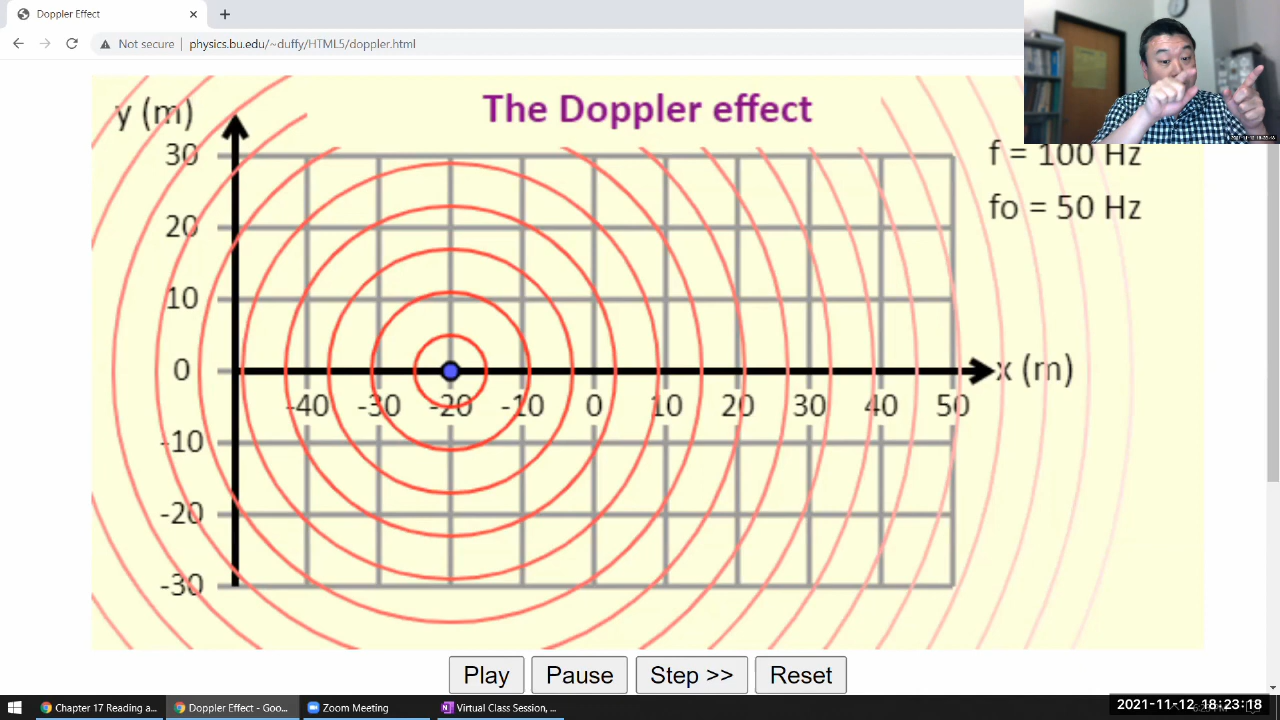 Doppler Effect
Not secure
physics.bu.edu/~duffy/HTML5/doppler.html
The Doppler effect
y (m)
f = 100 Hz
fo = 50 Hz
30
20
10
0
-10
-20
-30
x (m)
-40 -30 -20 -10 0 10 20 30 40 50
Play Pause Step >> Reset
Chapter 17 Reading a...
Doppler Effect - Goo...
Zoom Meeting
Virtual Class Session, ...
2021-11-12 18:23:18